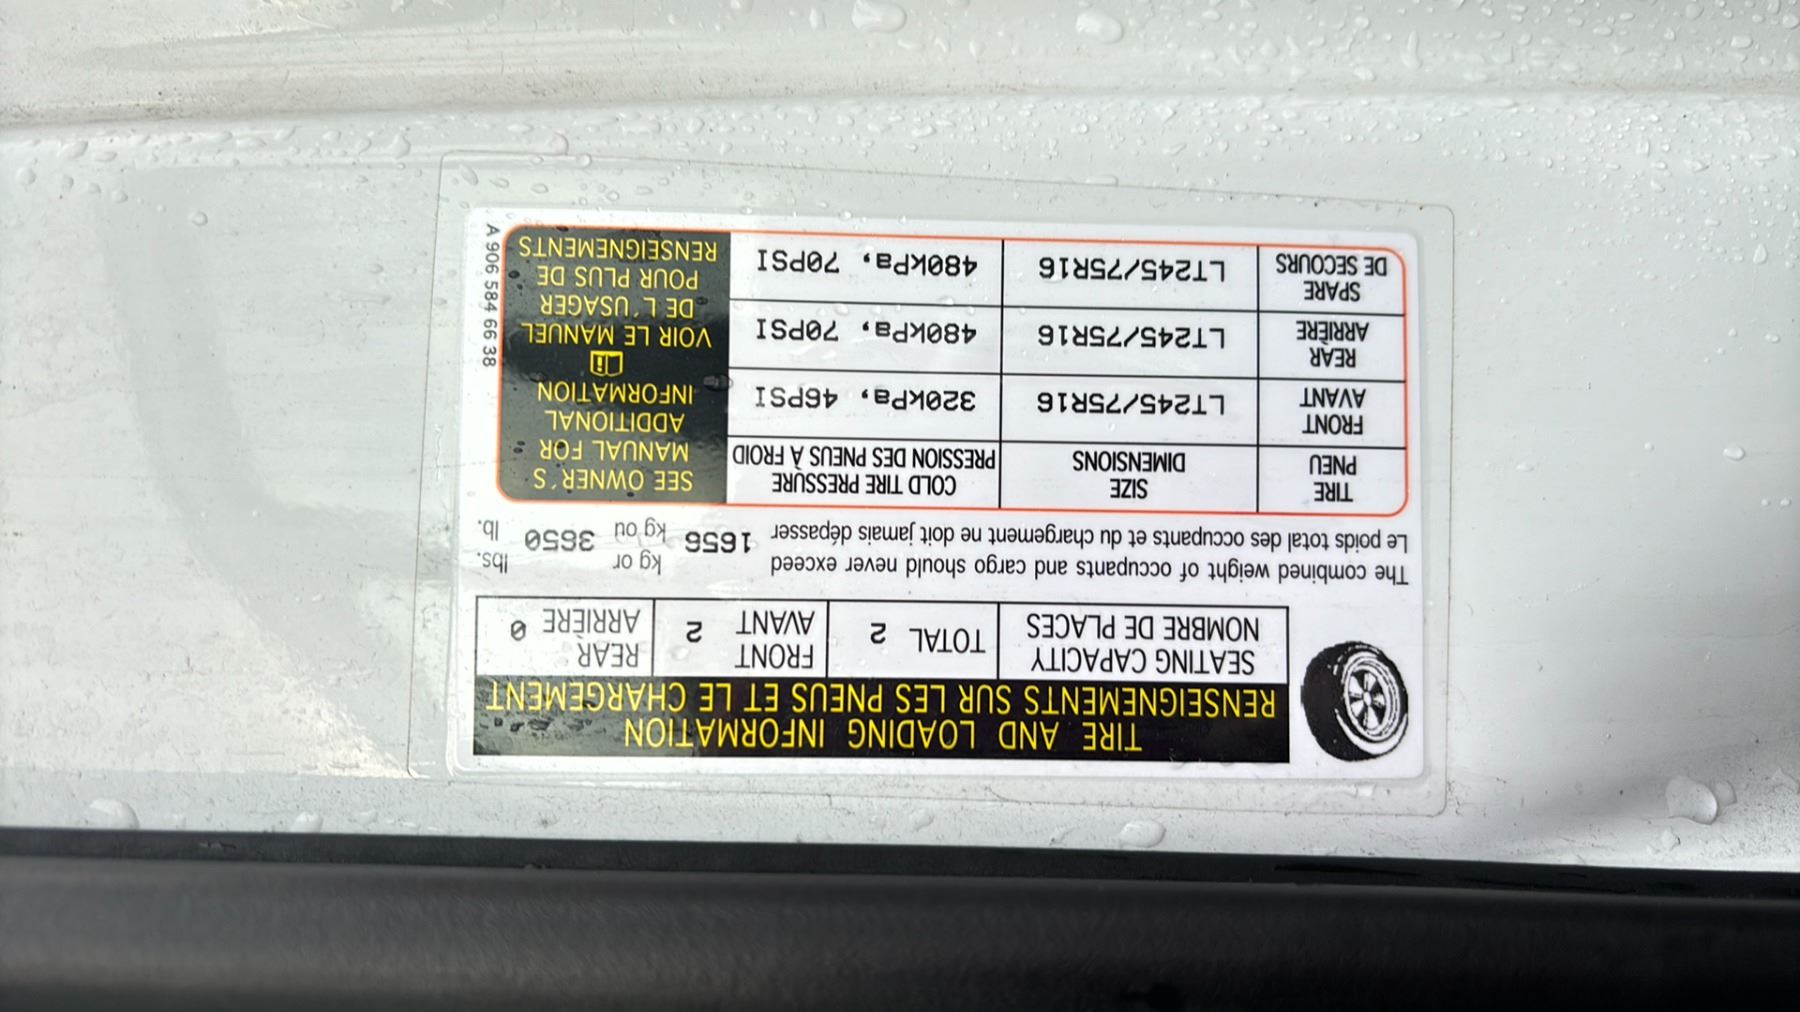 TIRE AND LOADING INFORMATION
RENSEIGNEMENTS SUR LES PNEUS ET LE CHARGEMENT
SEATING CAPACITY
NOMBRE DE PLACES
TOTAL 2
FRONT
AVANT
2
REAR
ARRIÈRE
0
The combined weight of occupants and cargo should never exceed
Le poids total des occupants et du chargement ne doit jamais dépasser
1656
kg or
kg ou
3650
lbs.
lb.
TIRE
PNEU
SIZE
DIMENSIONS
COLD TIRE PRESSURE
PRESSION DES PNEUS À FROID
FRONT
AVANT
LT245/75R16
320kPa, 46PSI
REAR
ARRIÈRE
LT245/75R16
480kPa, 70PSI
SPARE
DE SECOURS
LT245/75R16
480kPa, 70PSI
SEE OWNER'S
MANUAL FOR
ADDITIONAL
INFORMATION
VOIR LE MANUEL
DE L'USAGER
POUR PLUS DE
RENSEIGNEMENTS
A 906 584 66 38